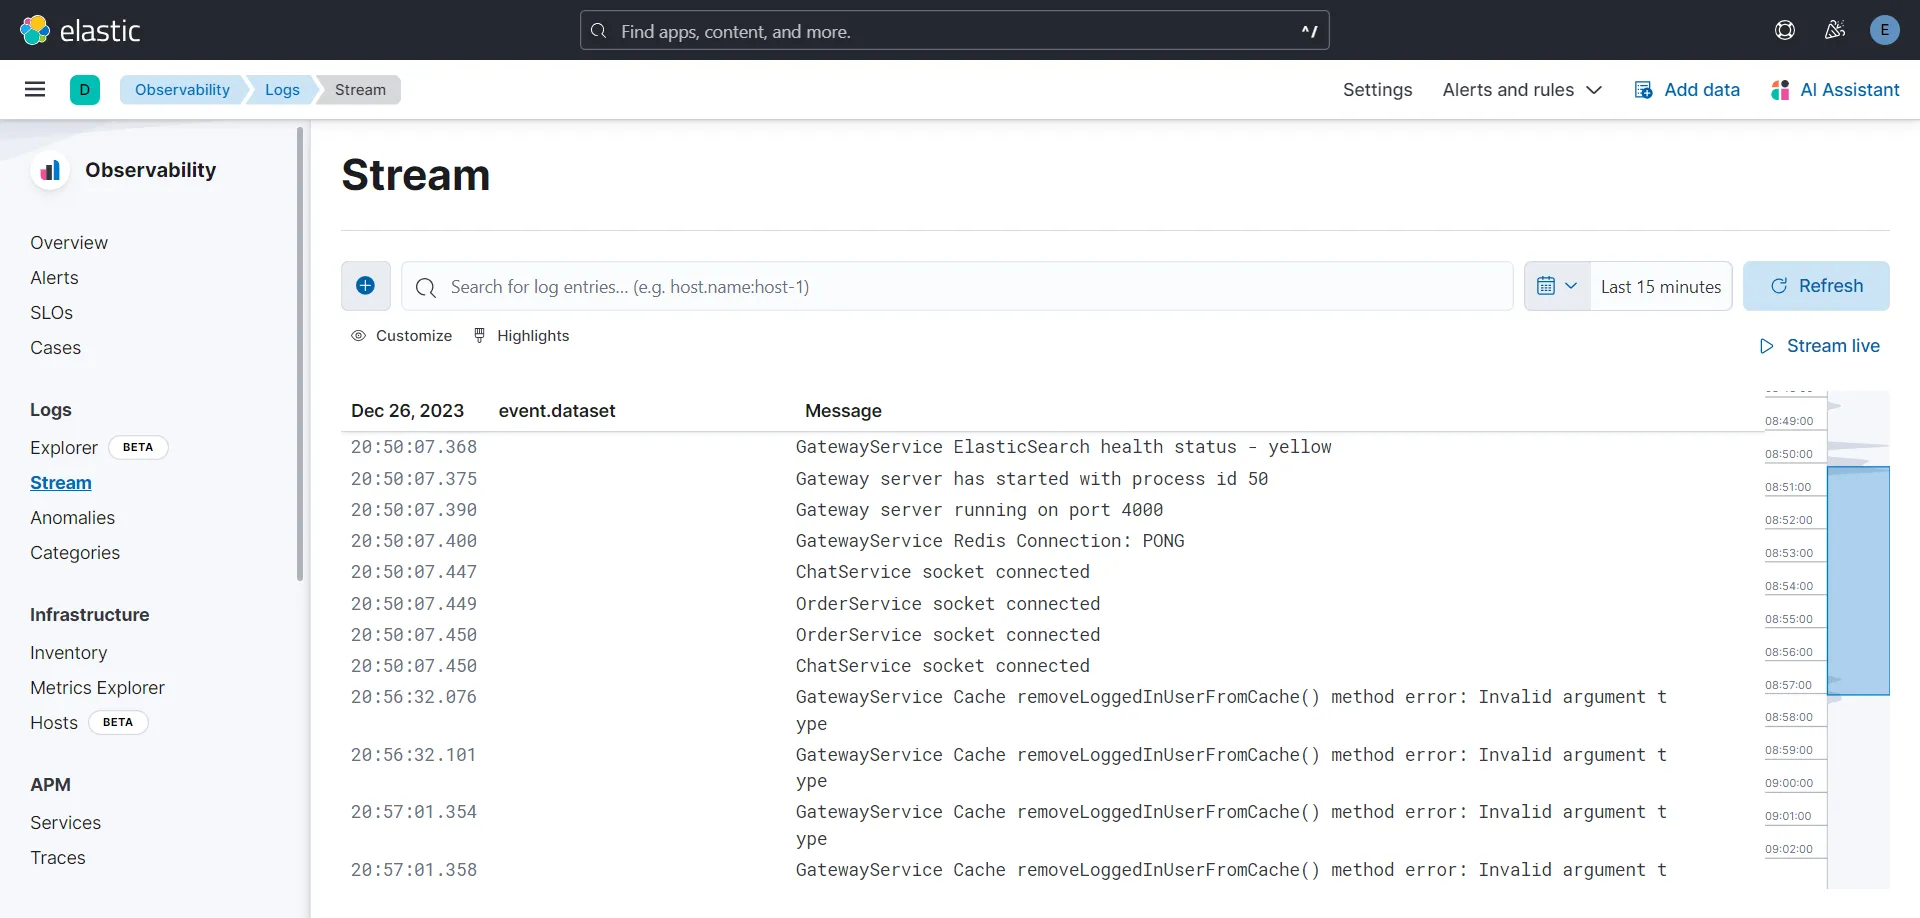 elastic
Find apps, content, and more.
^/
E
D
Observability
Logs
Stream
Settings
Alerts and rules
Add data
AI Assistant
Observability
Overview
Alerts
SLOs
Cases
Logs
Explorer BETA
Stream
Anomalies
Categories
Infrastructure
Inventory
Metrics Explorer
Hosts BETA
APM
Services
Traces
Stream
Search for log entries... (e.g. host.name:host-1)
Last 15 minutes
Refresh
Customize
Highlights
Stream live
Dec 26, 2023 event.dataset Message
20:50:07.368 GatewayService ElasticSearch health status - yellow
20:50:07.375 Gateway server has started with process id 50
20:50:07.390 Gateway server running on port 4000
20:50:07.400 GatewayService Redis Connection: PONG
20:50:07.447 ChatService socket connected
20:50:07.449 OrderService socket connected
20:50:07.450 OrderService socket connected
20:50:07.450 ChatService socket connected
20:56:32.076 GatewayService Cache removeLoggedInUserFromCache() method error: Invalid argument t
ype
20:56:32.101 GatewayService Cache removeLoggedInUserFromCache() method error: Invalid argument t
ype
20:57:01.354 GatewayService Cache removeLoggedInUserFromCache() method error: Invalid argument t
ype
20:57:01.358 GatewayService Cache removeLoggedInUserFromCache() method error: Invalid argument t
08:49:00
08:50:00
08:51:00
08:52:00
08:53:00
08:54:00
08:55:00
08:56:00
08:57:00
08:58:00
08:59:00
09:00:00
09:01:00
09:02:00